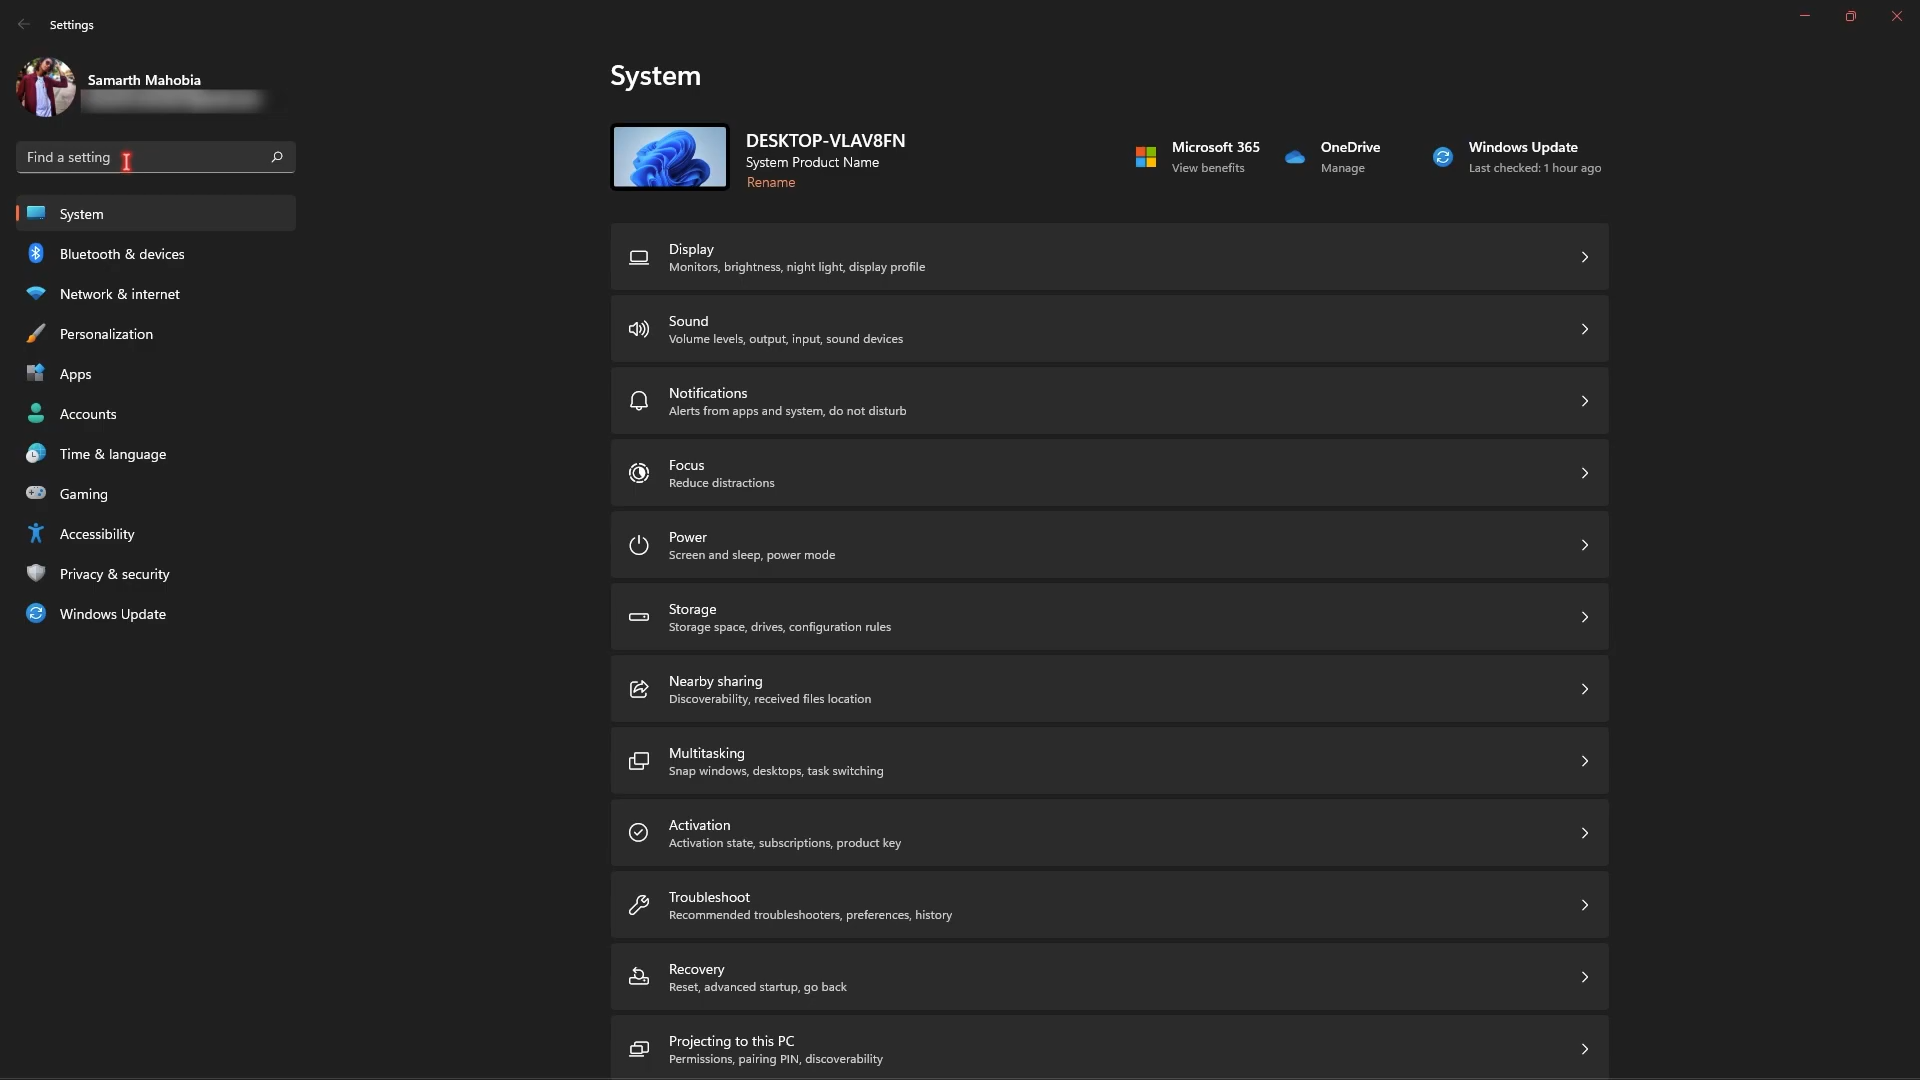 Settings
Samarth Mahobia
Find a setting
System
Bluetooth & devices
Network & internet
Personalization
Apps
Accounts
Time & language
Gaming
Accessibility
Privacy & security
Windows Update
System
DESKTOP-VLAV8FN
System Product Name
Rename
Microsoft 365
View benefits
OneDrive
Manage
Windows Update
Last checked: 1 hour ago
Display
Monitors, brightness, night light, display profile
Sound
Volume levels, output, input, sound devices
Notifications
Alerts from apps and system, do not disturb
Focus
Reduce distractions
Power
Screen and sleep, power mode
Storage
Storage space, drives, configuration rules
Nearby sharing
Discoverability, received files location
Multitasking
Snap windows, desktops, task switching
Activation
Activation state, subscriptions, product key
Troubleshoot
Recommended troubleshooters, preferences, history
Recovery
Reset, advanced startup, go back
Projecting to this PC
Permissions, pairing PIN, discoverability